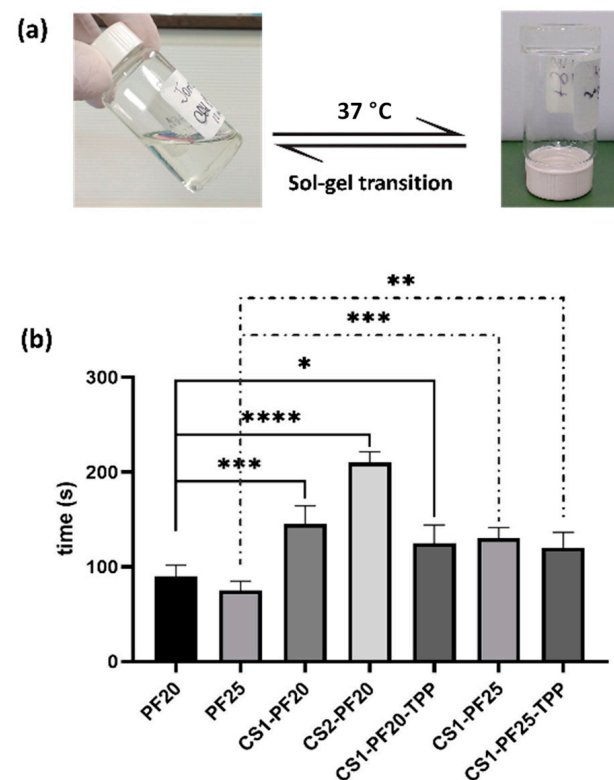 (a)
37 °C
Sol-gel transition
(b)
**
***
*
****
***
time (s)
300
200
100
0
PF20
PF25
CS1-PF20
CS2-PF20
CS1-PF20-TPP
CS1-PF25
CS1-PF25-TPP